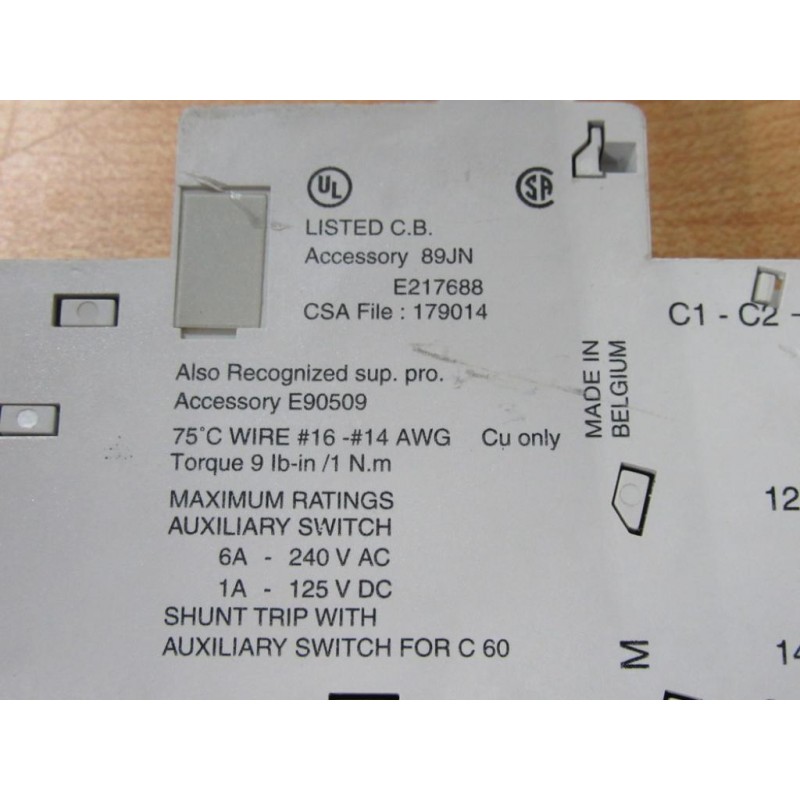 UL
SA
LISTED C.B.
Accessory 89JN
E217688
CSA File : 179014
C1 - C2 -
Also Recognized sup. pro.
Accessory E90509
MADE IN
BELGIUM
75°C WIRE #16 -#14 AWG Cu only
Torque 9 lb-in /1 N.m
MAXIMUM RATINGS
AUXILIARY SWITCH
6A - 240 V AC
1A - 125 V DC
SHUNT TRIP WITH
AUXILIARY SWITCH FOR C 60
12
M
14